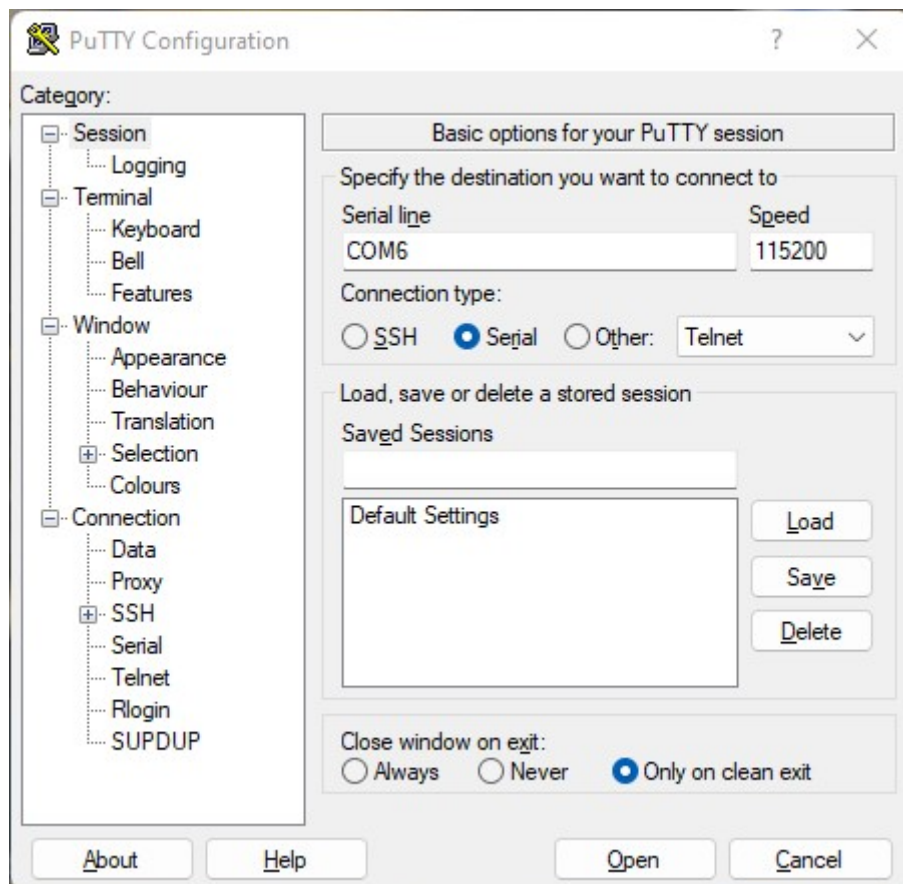 PuTTY Configuration
?
Category:
Session
Logging
Terminal
Keyboard
Bell
Features
Window
Appearance
Behaviour
Translation
Selection
Colours
Connection
Data
Proxy
SSH
Serial
Telnet
Rlogin
SUPDUP
Basic options for your PuTTY session
Specify the destination you want to connect to
Serial line Speed
COM6 115200
Connection type:
SSH Serial Other: Telnet
Load, save or delete a stored session
Saved Sessions
Default Settings
Load
Save
Delete
Close window on exit:
Always Never Only on clean exit
About Help Open Cancel